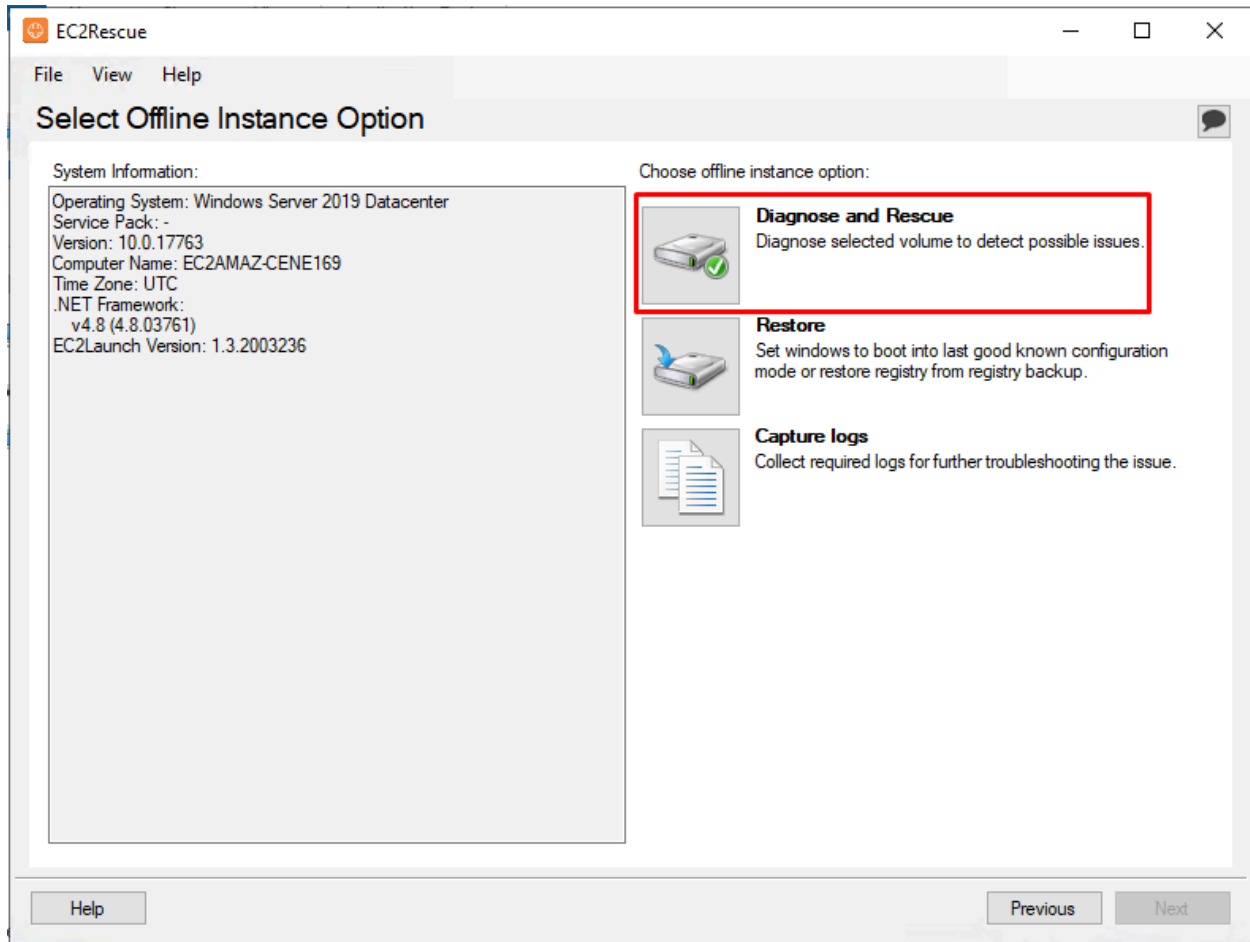 EC2Rescue
File View Help
Select Offline Instance Option
System Information:
Operating System: Windows Server 2019 Datacenter
Service Pack: -
Version: 10.0.17763
Computer Name: EC2AMAZ-CENE169
Time Zone: UTC
.NET Framework:
v4.8 (4.8.03761)
EC2Launch Version: 1.3.2003236
Choose offline instance option:
Diagnose and Rescue
Diagnose selected volume to detect possible issues.
Restore
Set windows to boot into last good known configuration
mode or restore registry from registry backup.
Capture logs
Collect required logs for further troubleshooting the issue.
Help Previous Next